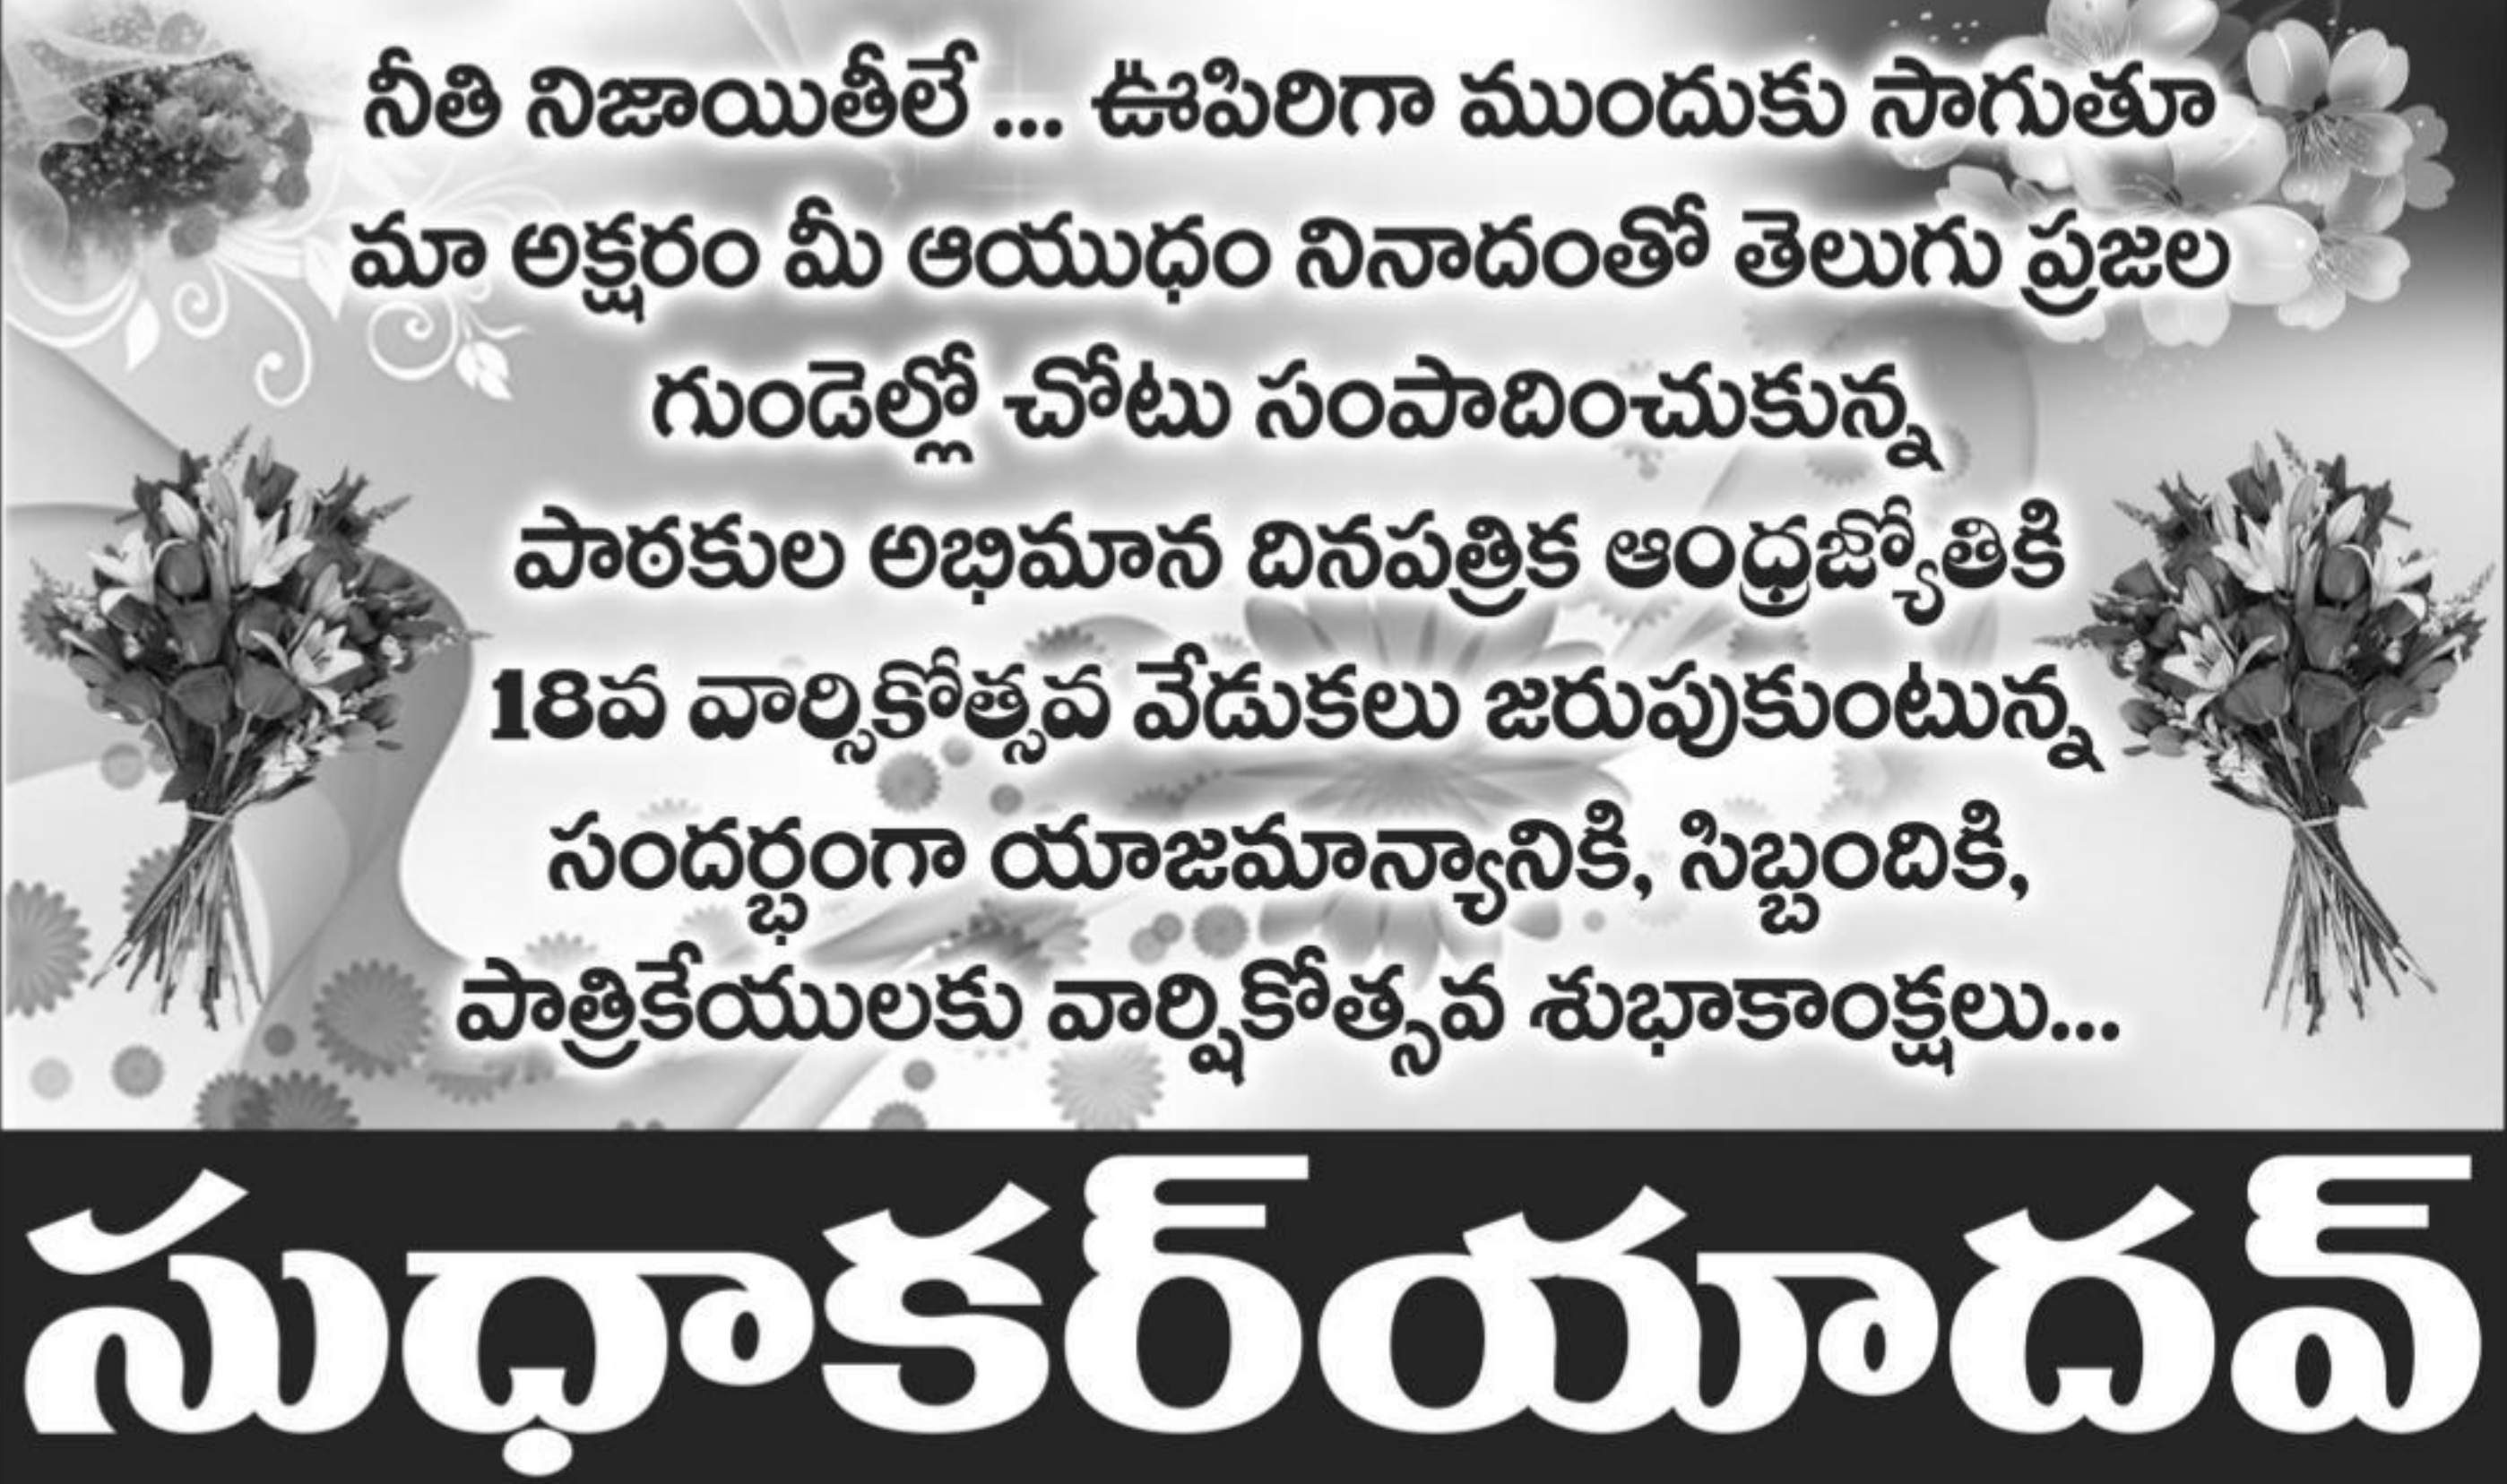 నీతి నిజాయితీలే... ఊపిరిగా ముందుకు సాగుతూ
మా అక్షరం మీ ఆయుధం నినాదంతో తెలుగు ప్రజల
గుండెల్లో చోటు సంపాదించుకున్న
పాఠకుల అభిమాన దినపత్రిక ఆంధ్రజ్యోతికి
18వ వార్సికోత్సవ వేడుకలు జరుపుకుంటున్న
సందర్భంగా యాజమాన్యానికి, సిబ్బందికి,
పాత్రికేయులకు వార్షికోత్సవ శుభాకాంక్షలు...
సుధాకర్‌యాదవ్